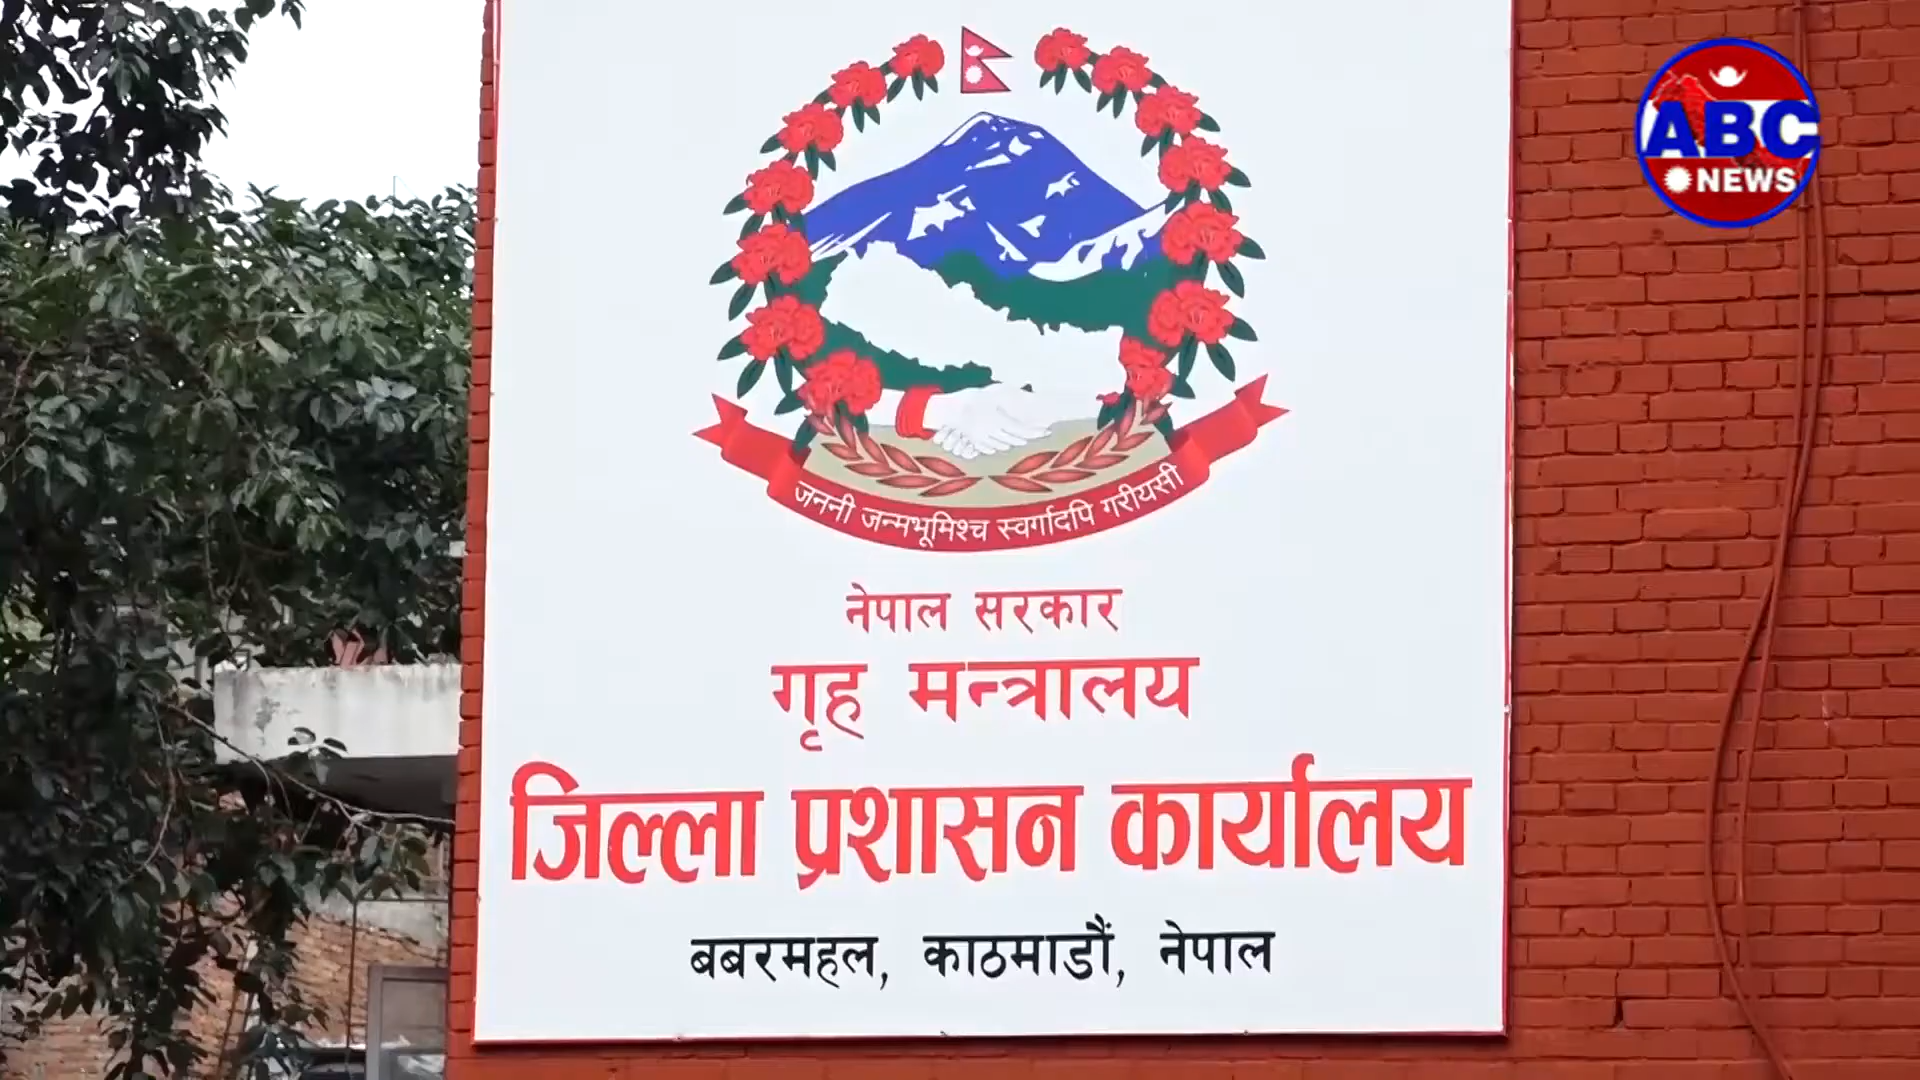 ABC
NEWS
जननी जन्मभूमिश्च स्वर्गादपि गरीयसी
नेपाल सरकार
गृह मन्त्रालय
जिल्ला प्रशासन कार्यालय
बबरमहल, काठमाडौं, नेपाल